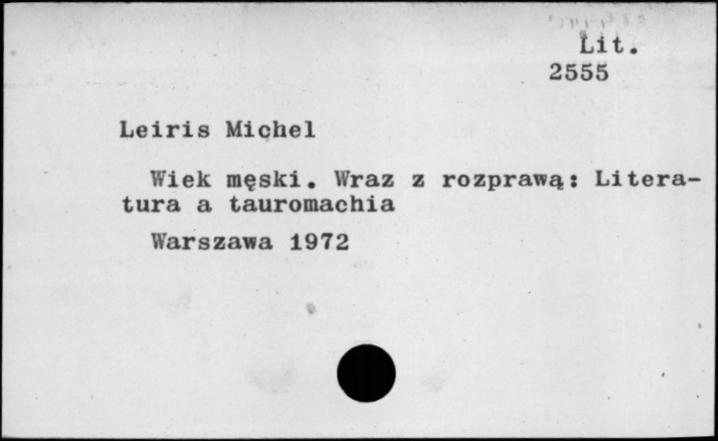 Lit.
2555
Leiris Michel
Wiek męski. Wraz z rozprawą: Litera-
tura a tauromachia
Warszawa 1972